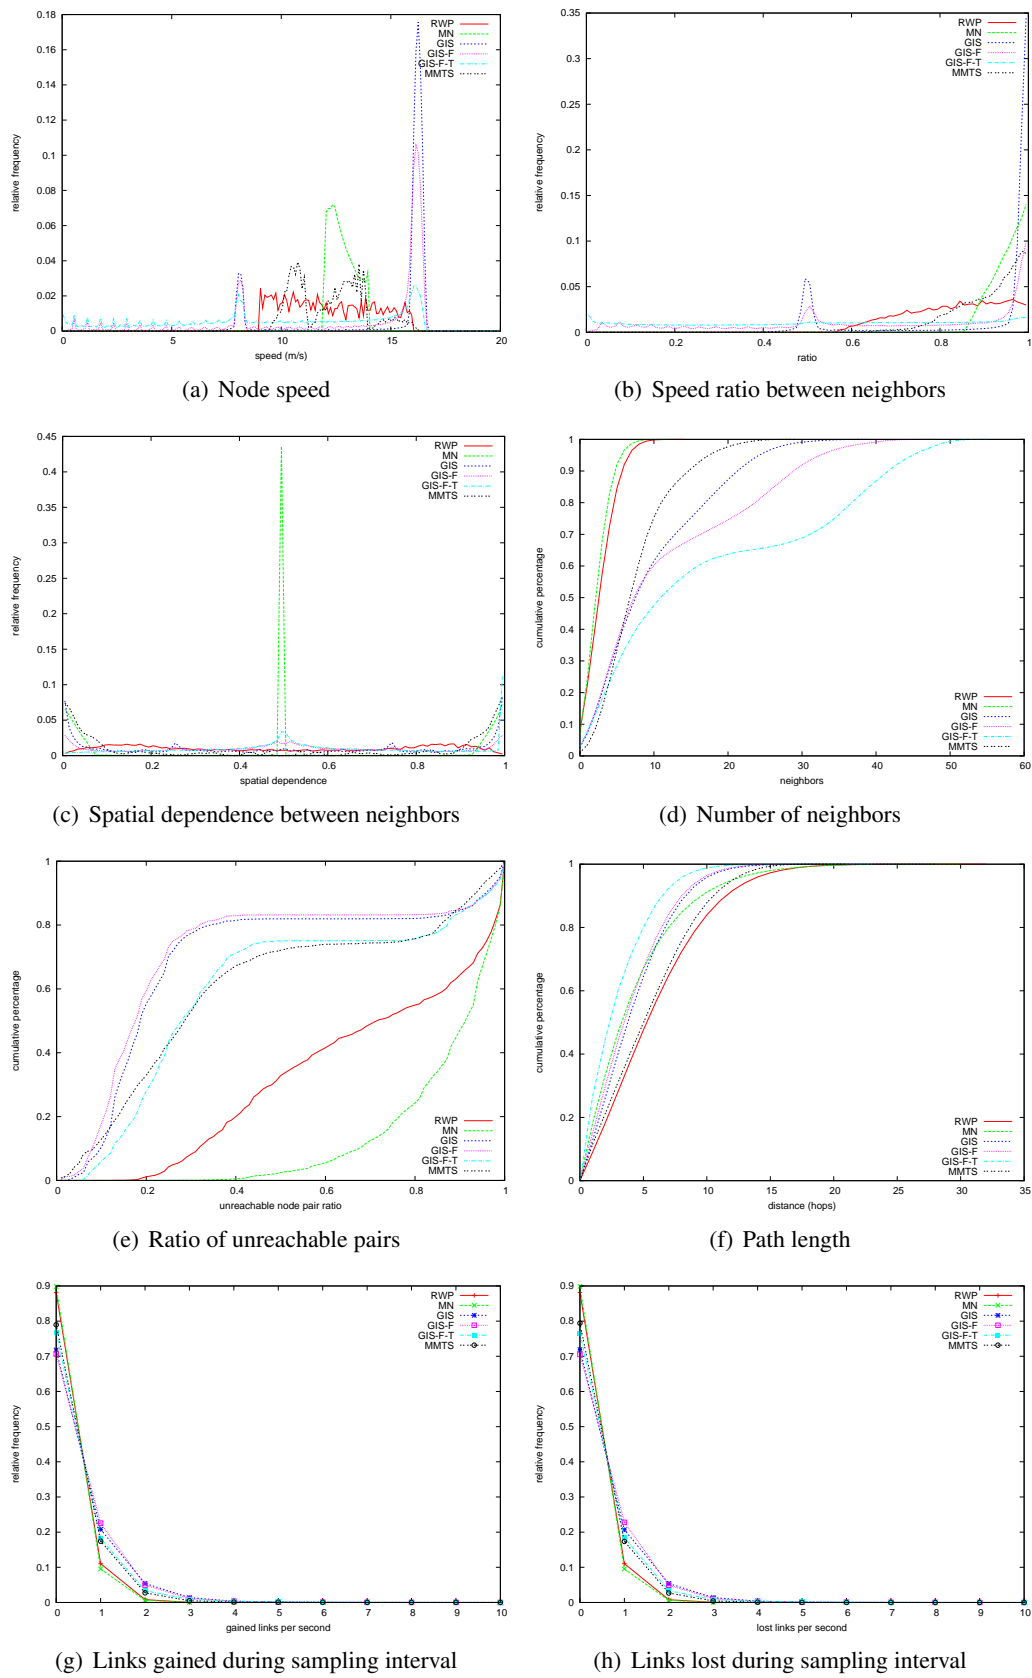 0.18
0.16
0.14
0.12
0.1
0.08
0.06
0.04
0.02
0
relative frequency
RWP
MN
GIS
GIS-F
GIS-F-T
MMTS
0 5 10 15 20
speed (m/s)
(a) Node speed
0.35
0.3
0.25
0.2
0.15
0.1
0.05
0
relative frequency
RWP
MN
GIS
GIS-F
GIS-F-T
MMTS
0 0.2 0.4 0.6 0.8 1
ratio
(b) Speed ratio between neighbors
0.45
0.4
0.35
0.3
0.25
0.2
0.15
0.1
0.05
0
relative frequency
RWP
MN
GIS
GIS-F
GIS-F-T
MMTS
0 0.2 0.4 0.6 0.8 1
spatial dependence
(c) Spatial dependence between neighbors
1
0.9
0.8
0.7
0.6
0.5
0.4
0.3
0.2
0.1
0
cumulative percentage
RWP
MN
GIS
GIS-F
GIS-F-T
MMTS
0 10 20 30 40 50 60
neighbors
(d) Number of neighbors
1
0.8
0.6
0.4
0.2
0
cumulative percentage
RWP
MN
GIS
GIS-F
GIS-F-T
MMTS
0 0.2 0.4 0.6 0.8 1
unreachable node pair ratio
(e) Ratio of unreachable pairs
1
0.8
0.6
0.4
0.2
0
cumulative percentage
RWP
MN
GIS
GIS-F
GIS-F-T
MMTS
0 5 10 15 20 25 30 35
distance (hops)
(f) Path length
0.9
0.8
0.7
0.6
0.5
0.4
0.3
0.2
0.1
0
relative frequency
RWP
MN
GIS
GIS-F
GIS-F-T
MMTS
0 1 2 3 4 5 6 7 8 9 10
gained links per second
(g) Links gained during sampling interval
0.9
0.8
0.7
0.6
0.5
0.4
0.3
0.2
0.1
0
relative frequency
RWP
MN
GIS
GIS-F
GIS-F-T
MMTS
0 1 2 3 4 5 6 7 8 9 10
lost links per second
(h) Links lost during sampling interval